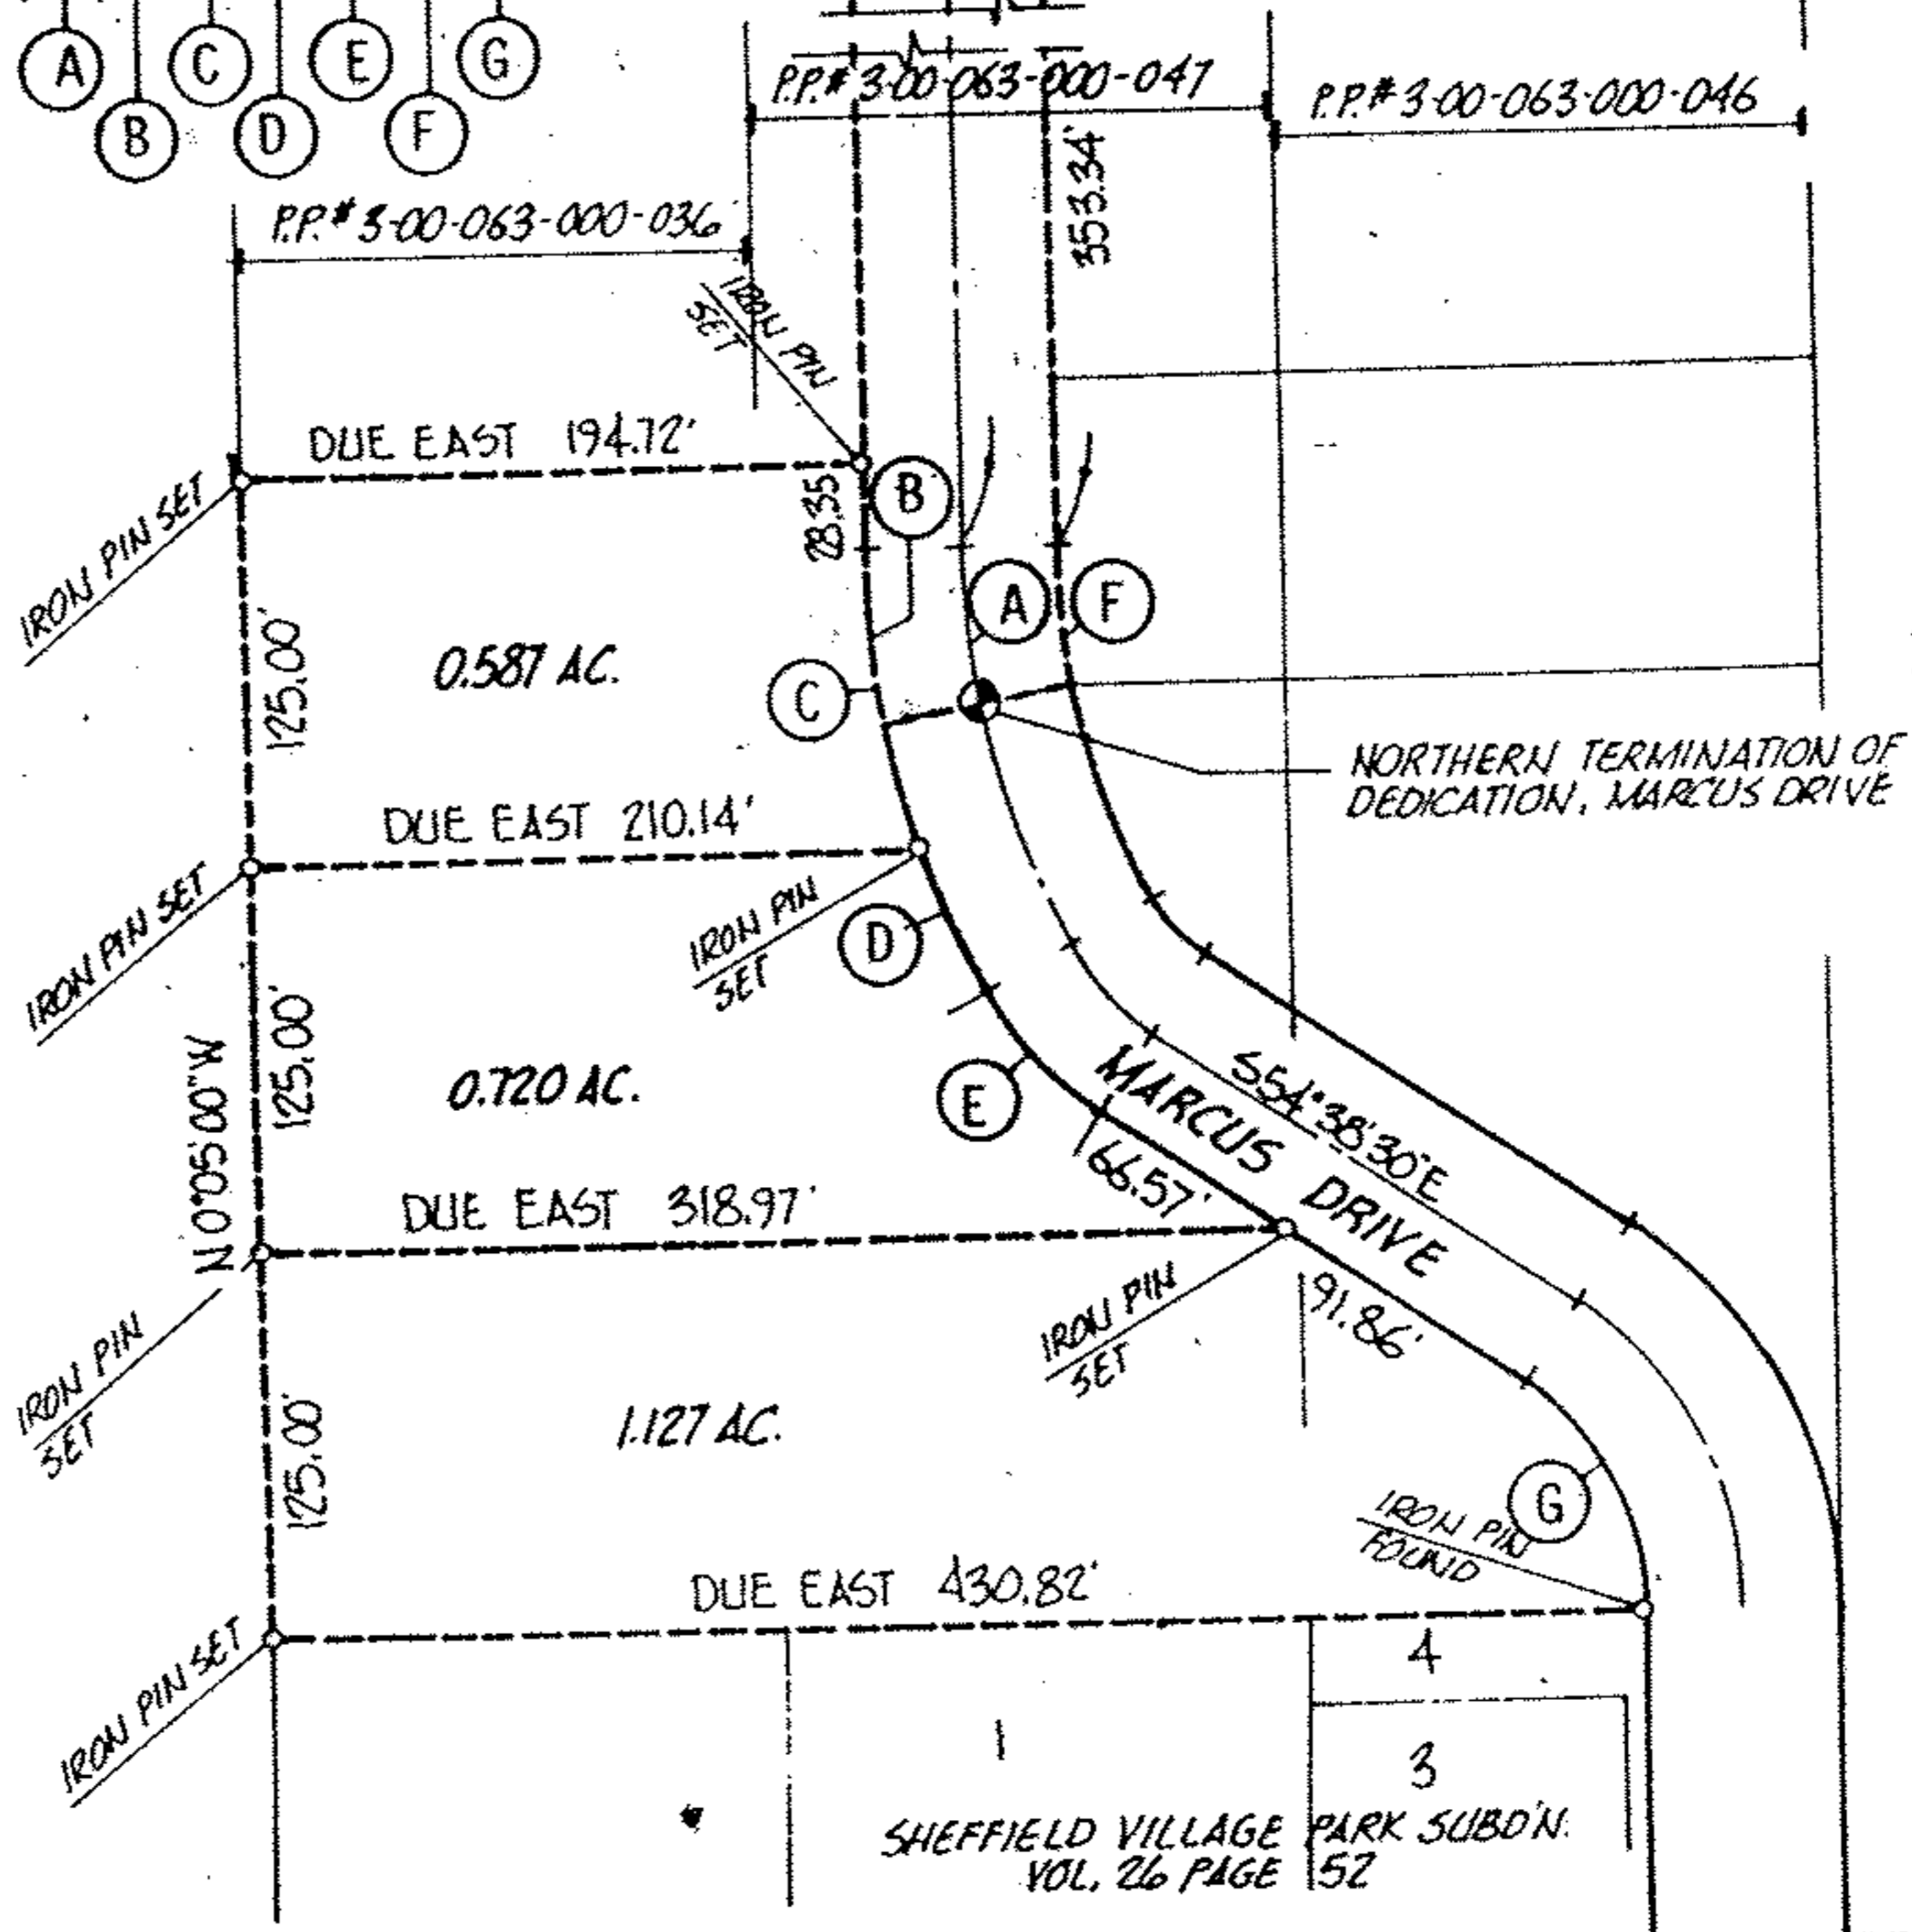 A
C
E
G
B
D
F
P.P.# 3-00-063-000-047
P.P.# 3-00-063-000-046
353.34'
P.P.# 3-00-063-000-036
IRON PIN
SET
DUE EAST 194.72'
28.35
B
IRON PIN SET
A
F
125.00'
0.587 AC.
C
NORTHERN TERMINATION OF
DEDICATION, MARCUS DRIVE
DUE EAST 210.14'
IRON PIN SET
IRON PIN
SET
D
N 0°05'00"W
125.00'
0.720 AC.
E
MARCUS DRIVE
S54°38'30"E
66.57'
DUE EAST 318.97'
IRON PIN
SET
IRON PIN
SET
91.86'
125.00'
1.127 AC.
G
IRON PIN
FOUND
DUE EAST 430.82'
IRON PIN SET
4
1
3
SHEFFIELD VILLAGE PARK SUBD'N.
VOL. 26 PAGE 52